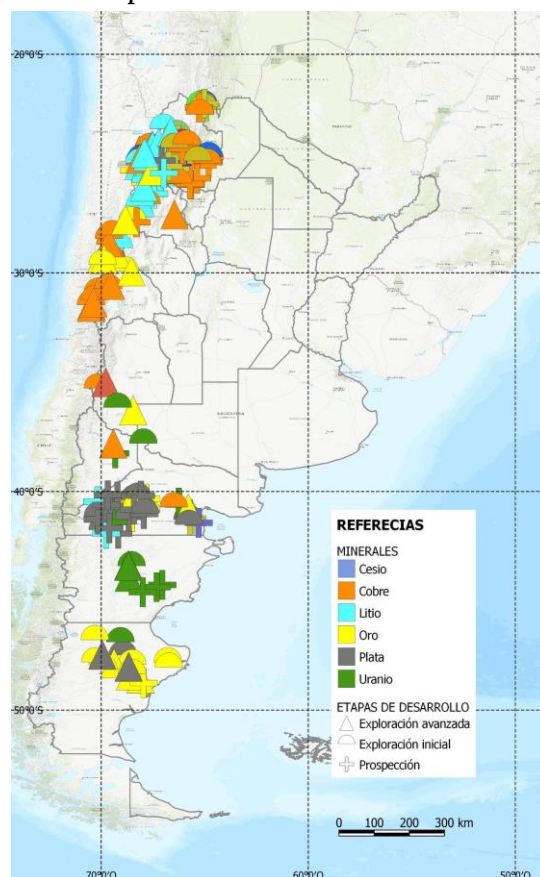 20°0'S
30°0'S
40°0'S
50°0'S
ARGENTINA
REFERECIAS
MINERALES
Cesio
Cobre
Litio
Oro
Plata
Uranio
ETAPAS DE DESARROLLO
Exploración avanzada
Exploración inicial
Prospección
0 100 200 300 km
70°0'O 60°0'O 50°0'O